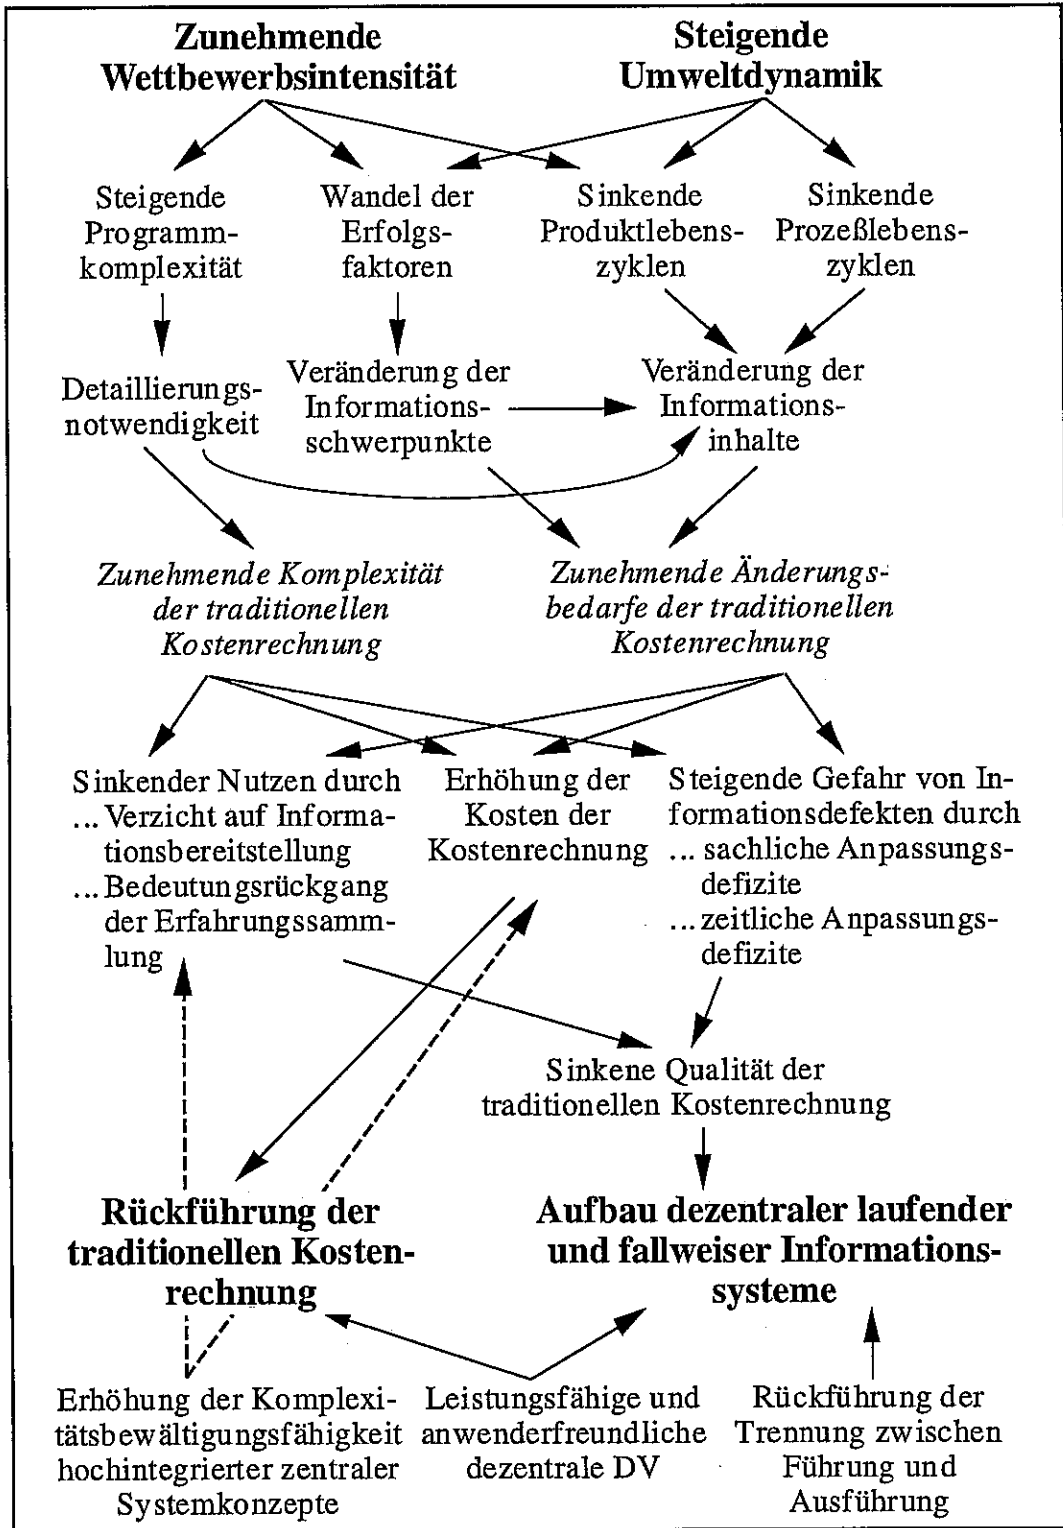 Zunehmende
Wettbewerbsintensität
Steigende
Umweltdynamik
Steigende
Programm-
komplexität
Wandel der
Erfolgs-
faktoren
Sinkende
Produktlebens-
zyklen
Sinkende
Prozeßlebens-
zyklen
Detaillierungs-
notwendigkeit
Veränderung der
Informations-
schwerpunkte
Veränderung der
Informations-
inhalte
Zunehmende Komplexität
der traditionellen
Kostenrechnung
Zunehmende Änderungs-
bedarfe der traditionellen
Kostenrechnung
Sinkender Nutzen durch
... Verzicht auf Informa-
tionsbereitstellung
... Bedeutungsrückgang
der Erfahrungssamm-
lung
Erhöhung der
Kosten der
Kostenrechnung
Steigende Gefahr von In-
formationsdefekten durch
... sachliche Anpassungs-
defizite
... zeitliche Anpassungs-
defizite
Sinkene Qualität der
traditionellen Kostenrechnung
Rückführung der
traditionellen Kosten-
rechnung
Aufbau dezentraler laufender
und fallweiser Informations-
systeme
Erhöhung der Komplexi-
tätsbewältigungsfähigkeit
hochintegrierter zentraler
Systemkonzepte
Leistungsfähige und
anwenderfreundliche
dezentrale DV
Rückführung der
Trennung zwischen
Führung und
Ausführung